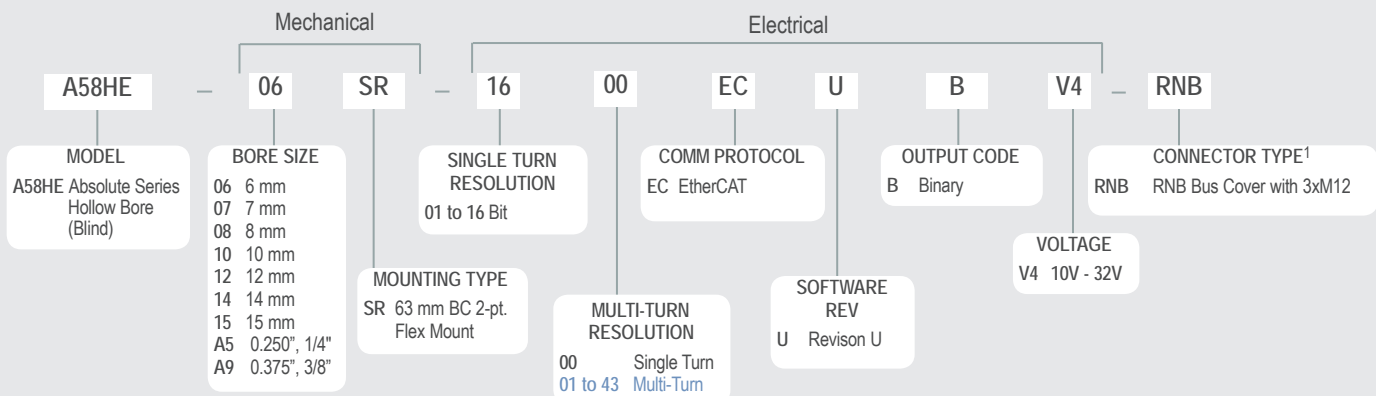 Mechanical
Electrical
A58HE – 06 SR – 16 00 EC U B V4 – RNB
MODEL
A58HE Absolute Series
Hollow Bore
(Blind)
BORE SIZE
06 6 mm
07 7 mm
08 8 mm
10 10 mm
12 12 mm
14 14 mm
15 15 mm
A5 0.250”, 1/4"
A9 0.375”, 3/8”
MOUNTING TYPE
SR 63 mm BC 2-pt.
Flex Mount
SINGLE TURN
RESOLUTION
01 to 16 Bit
MULTI-TURN
RESOLUTION
00 Single Turn
01 to 43 Multi-Turn
COMM PROTOCOL
EC EtherCAT
SOFTWARE
REV
U Revison U
OUTPUT CODE
B Binary
VOLTAGE
V4 10V - 32V
CONNECTOR TYPE1
RNB RNB Bus Cover with 3xM12